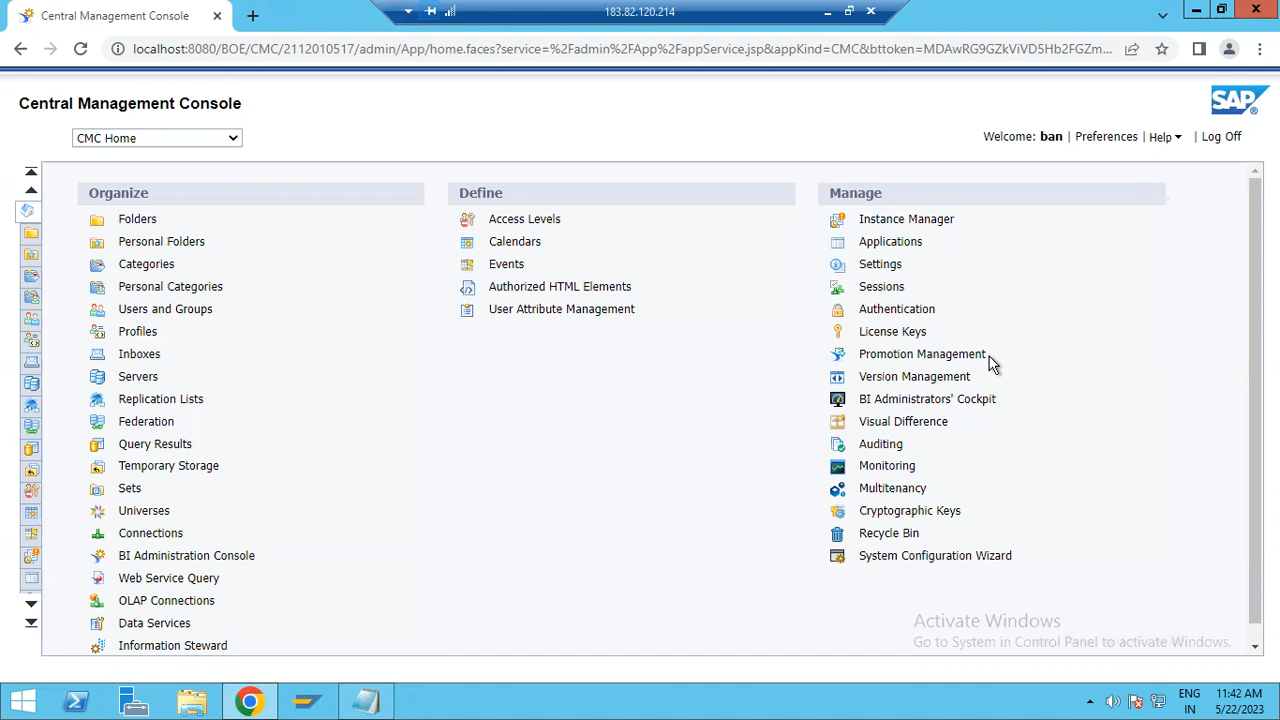 Central Management Console
183.82.120.214
localhost:8080/BOE/CMC/2112010517/admin/App/home.faces?service=%2Fadmin%2FApp%2FappService.jsp&appKind=CMC&bttoken=MDAwRG9GZkViVD5Hb2FGZm...
Central Management Console
SAP
CMC Home
Welcome: ban | Preferences | Help | Log Off
Organize
Folders
Personal Folders
Categories
Personal Categories
Users and Groups
Profiles
Inboxes
Servers
Replication Lists
Federation
Query Results
Temporary Storage
Sets
Universes
Connections
BI Administration Console
Web Service Query
OLAP Connections
Data Services
Information Steward
Define
Access Levels
Calendars
Events
Authorized HTML Elements
User Attribute Management
Manage
Instance Manager
Applications
Settings
Sessions
Authentication
License Keys
Promotion Management
Version Management
BI Administrators' Cockpit
Visual Difference
Auditing
Monitoring
Multitenancy
Cryptographic Keys
Recycle Bin
System Configuration Wizard
Activate Windows
Go to System in Control Panel to activate Windows.
ENG
IN
11:42 AM
5/22/2023